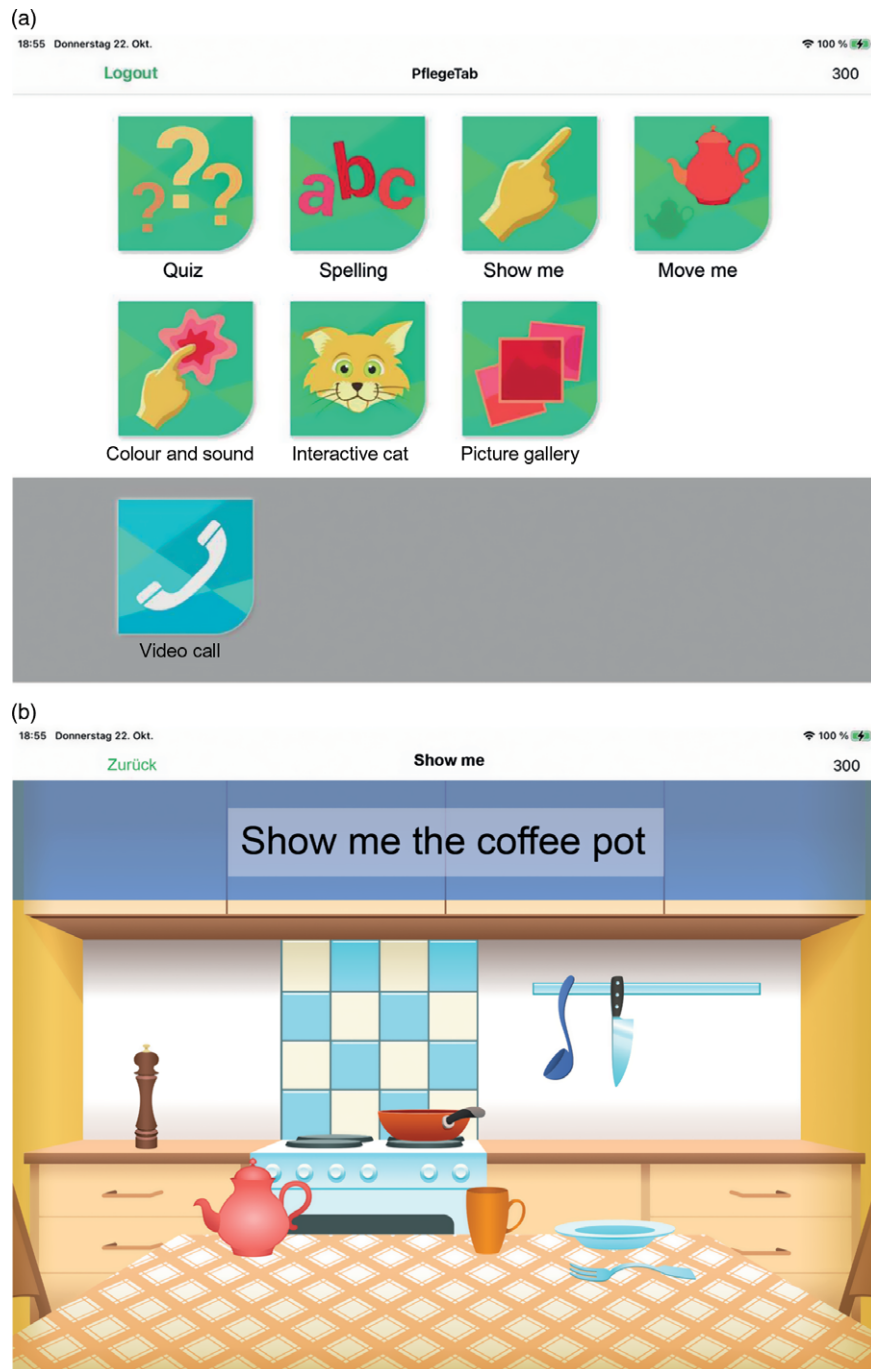 (a)
18:55 Donnerstag 22. Okt. 100 %
Logout PflegeTab 300
???
abc
Quiz Spelling Show me Move me
Colour and sound Interactive cat Picture gallery
Video call
(b)
18:55 Donnerstag 22. Okt. 100 %
Zurück Show me 300
Show me the coffee pot